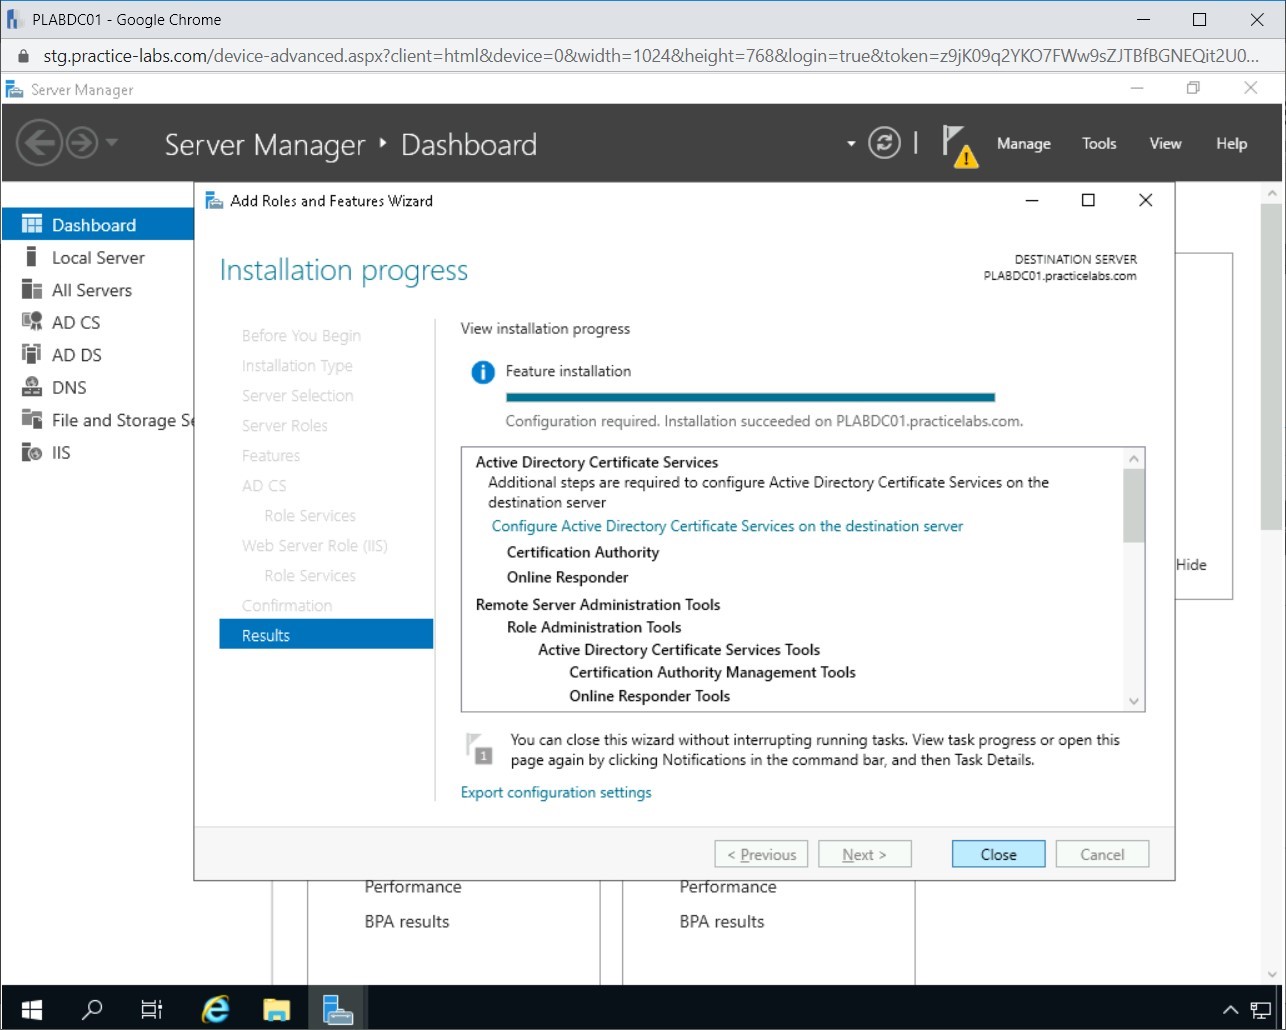 PLABDC01 - Google Chrome
stg.practice-labs.com/device-advanced.aspx?client=html&device=0&width=1024&height=768&login=true&token=z9jK09q2YKO7FWw9sZJTBfBGNEQit2U0...
Server Manager
Server Manager ‣ Dashboard
Manage Tools View Help
Dashboard
Local Server
All Servers
AD CS
AD DS
DNS
File and Storage Se
IIS
Add Roles and Features Wizard
Installation progress
DESTINATION SERVER
PLABDC01.practicelabs.com
Before You Begin
Installation Type
Server Selection
Server Roles
Features
AD CS
Role Services
Web Server Role (IIS)
Role Services
Confirmation
Results
View installation progress
Feature installation
Configuration required. Installation succeeded on PLABDC01.practicelabs.com.
Active Directory Certificate Services
Additional steps are required to configure Active Directory Certificate Services on the
destination server
Configure Active Directory Certificate Services on the destination server
Certification Authority
Online Responder
Remote Server Administration Tools
Role Administration Tools
Active Directory Certificate Services Tools
Certification Authority Management Tools
Online Responder Tools
1
You can close this wizard without interrupting running tasks. View task progress or open this
page again by clicking Notifications in the command bar, and then Task Details.
Export configuration settings
< Previous Next > Close Cancel
Hide
Performance Performance
BPA results BPA results